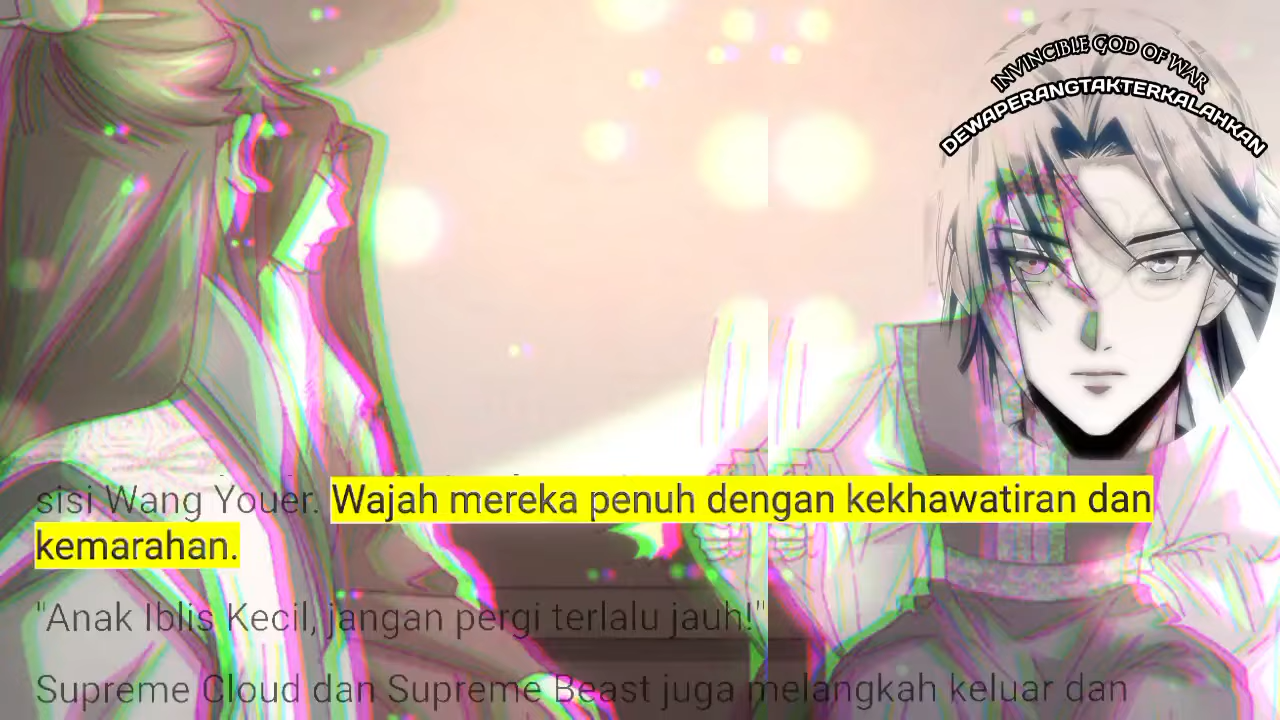 INVINCIBLE GOD OF WAR
DEWAPERANGTAKTERKALAHKAN
sisi Wang Youer. Wajah mereka penuh dengan kekhawatiran dan
kemarahan.
"Anak Iblis Kecil, jangan pergi terlalu jauh!"
Supreme Cloud dan Supreme Beast juga melangkah keluar dan